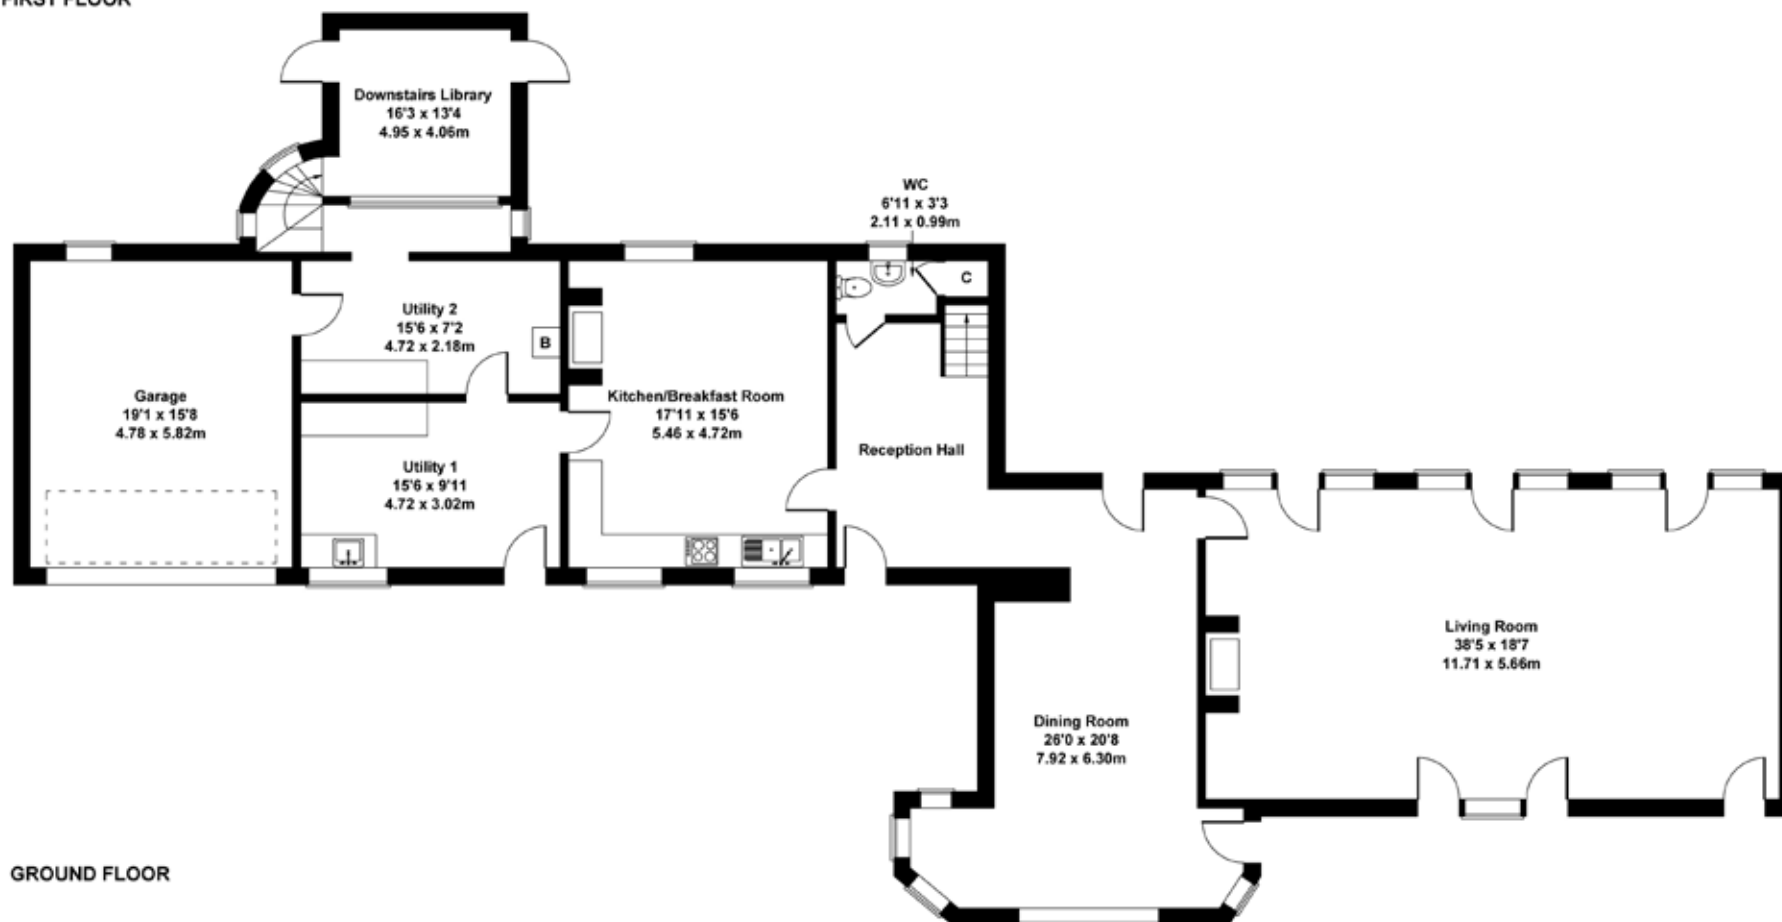 FIRST FLOOR
Downstairs Library
16'3 x 13'4
4.95 x 4.06m
WC
6'11 x 3'3
2.11 x 0.99m
C
Utility 2
15'6 x 7'2
4.72 x 2.18m
B
Garage
19'1 x 15'8
4.78 x 5.82m
Kitchen/Breakfast Room
17'11 x 15'6
5.46 x 4.72m
Reception Hall
Utility 1
15'6 x 9'11
4.72 x 3.02m
Living Room
38'5 x 18'7
11.71 x 5.66m
Dining Room
26'0 x 20'8
7.92 x 6.30m
GROUND FLOOR